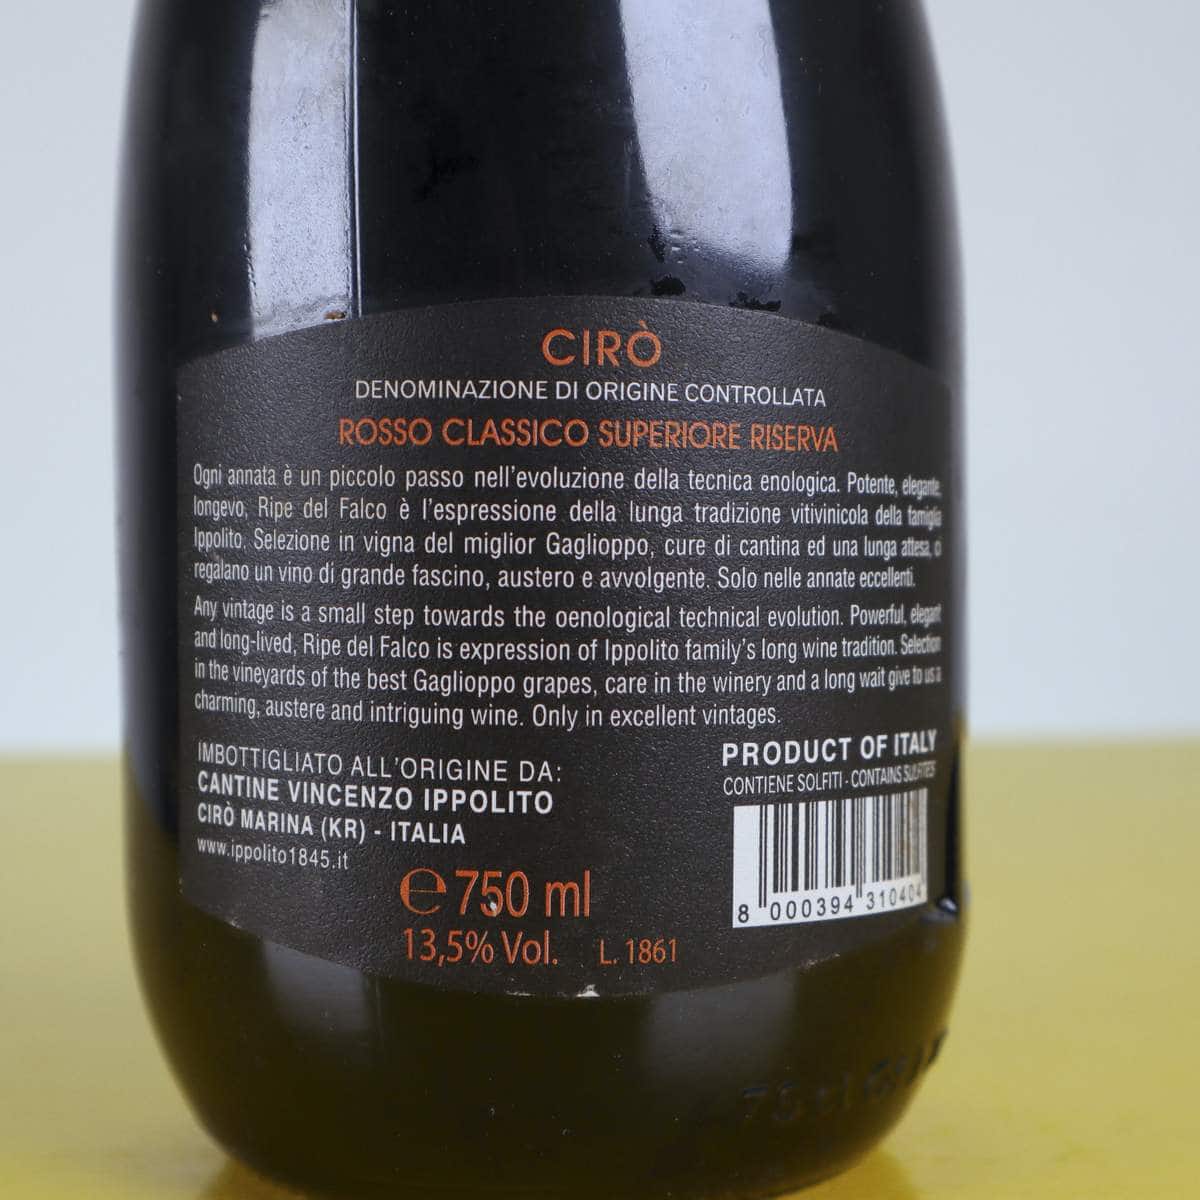 CIRÒ
DENOMINAZIONE DI ORIGINE CONTROLLATA
ROSSO CLASSICO SUPERIORE RISERVA
Ogni annata è un piccolo passo nell'evoluzione della tecnica enologica. Potente, elegante,
longevo, Ripe del Falco è l'espressione della lunga tradizione vitivinicola della famiglia
Ippolito. Selezione in vigna del miglior Gaglioppo, cure di cantina ed una lunga attesa, ci
regalano un vino di grande fascino, austero e avvolgente. Solo nelle annate eccellenti.
Any vintage is a small step towards the oenological technical evolution. Powerful, elegant
and long-lived, Ripe del Falco is expression of Ippolito family's long wine tradition. Selection
in the vineyards of the best Gaglioppo grapes, care in the winery and a long wait give to us a
charming, austere and intriguing wine. Only in excellent vintages.
IMBOTTIGLIATO ALL'ORIGINE DA:
CANTINE VINCENZO IPPOLITO
CIRÒ MARINA (KR) - ITALIA
www.ippolito1845.it
℮ 750 ml
13,5% Vol. L. 1861
PRODUCT OF ITALY
CONTIENE SOLFITI - CONTAINS SULFITES
8 000394 310404
75 cl